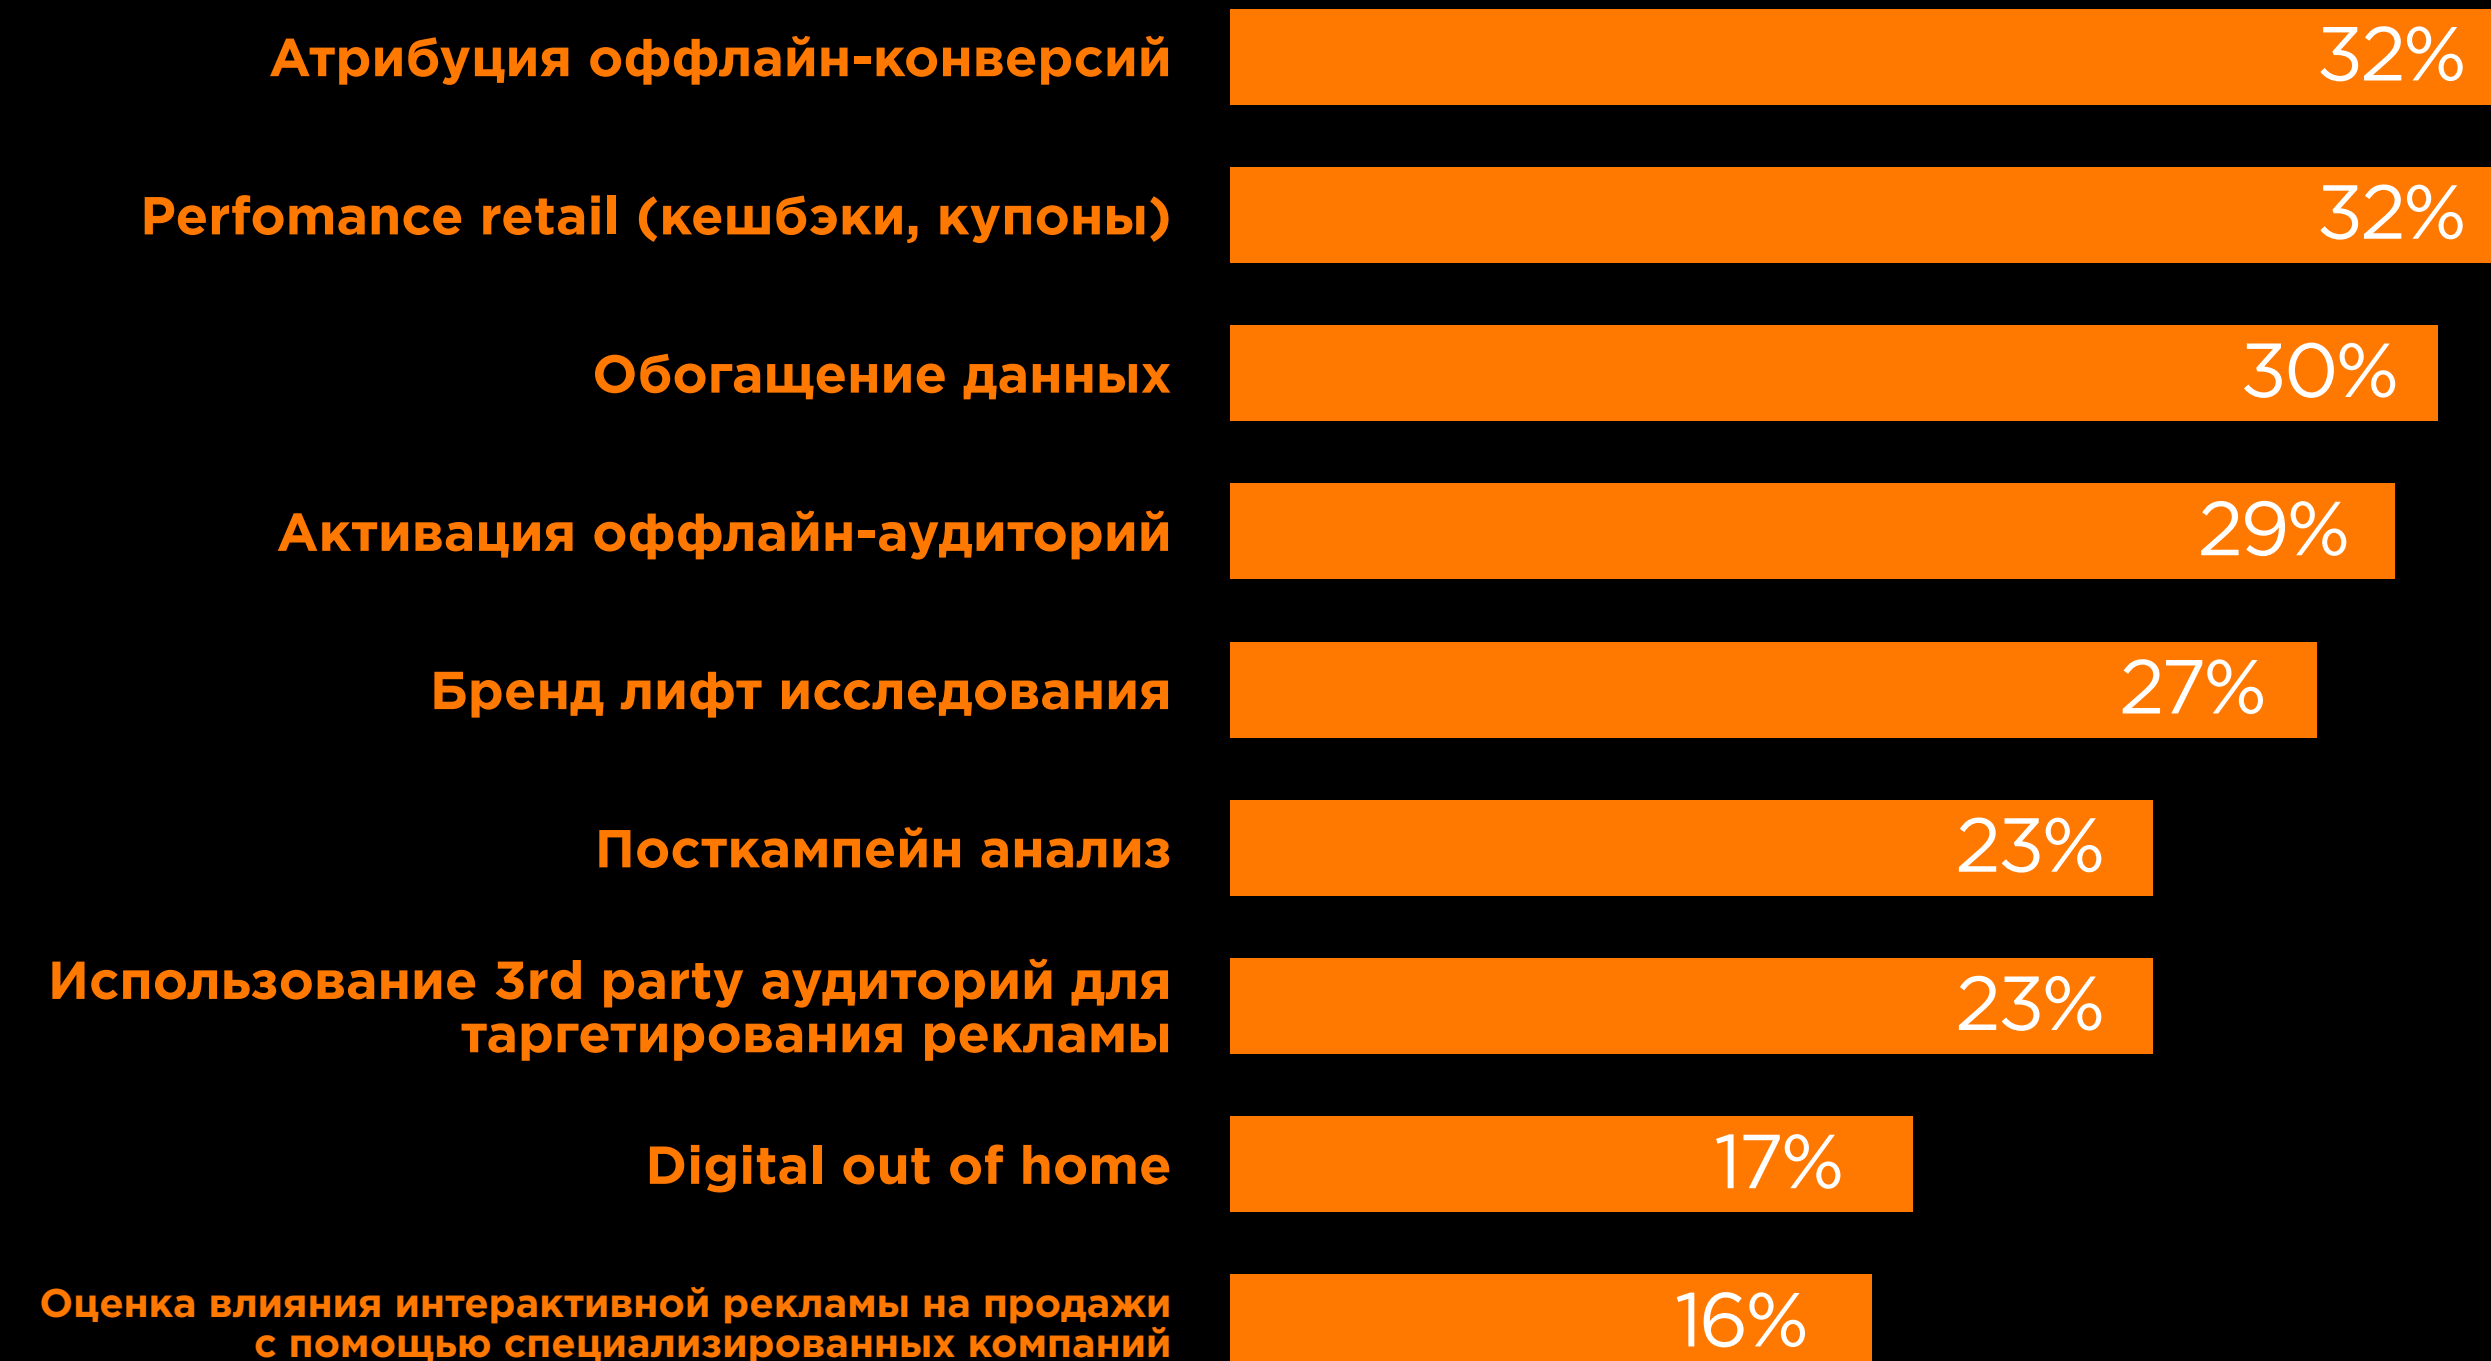 Атрибуция оффлайн-конверсий 32%
Perfomance retail (кешбэки, купоны) 32%
Обогащение данных 30%
Активация оффлайн-аудиторий 29%
Бренд лифт исследования 27%
Посткампейн анализ 23%
Использование 3rd party аудиторий для
таргетирования рекламы 23%
Digital out of home 17%
Оценка влияния интерактивной рекламы на продажи
с помощью специализированных компаний 16%